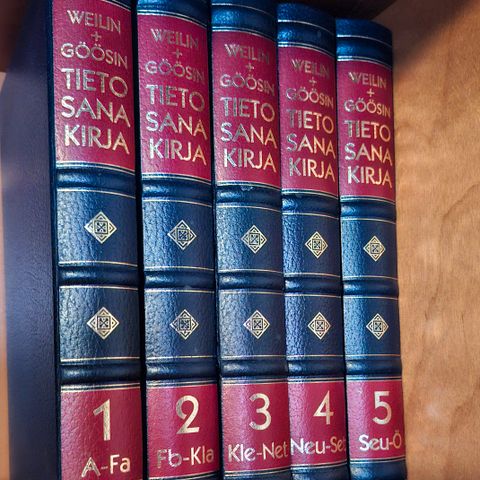 WEILIN
+
GÖÖSIN
TIETO
SANA
KIRJA
1
A-Fa
WEILIN
+
GÖÖSIN
TIETO
SANA
KIRJA
2
Fb-Kla
WEILIN
+
GÖÖSIN
TIETO
SANA
KIRJA
3
Kle-Net
WEILIN
+
GÖÖSIN
TIETO
SANA
KIRJA
4
Neu-Set
WEILIN
+
GÖÖSIN
TIETO
SANA
KIRJA
5
Seu-Ö